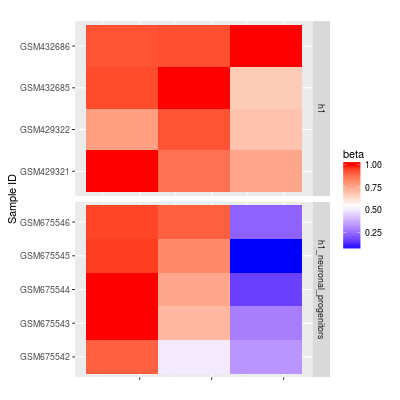 Sample ID
GSM432686
GSM432685
GSM429322
GSM429321
h1
GSM675546
GSM675545
GSM675544
GSM675543
GSM675542
h1_neuronal_progenitors
beta
1.00
0.75
0.50
0.25